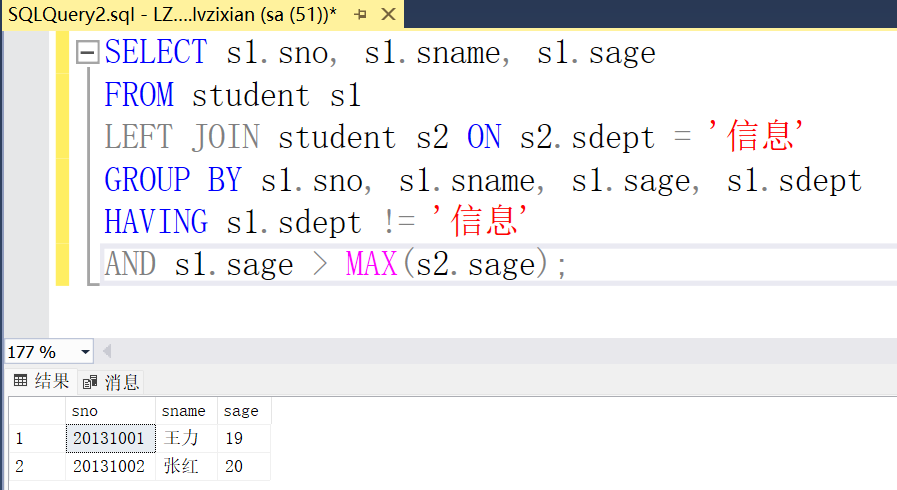 SQLQuery2.sql - LZ....lvzixian (sa (51))*
SELECT s1.sno, s1.sname, s1.sage
FROM student s1
LEFT JOIN student s2 ON s2.sdept = '信息'
GROUP BY s1.sno, s1.sname, s1.sage, s1.sdept
HAVING s1.sdept != '信息'
AND s1.sage > MAX(s2.sage);
177 %
结果 消息
sno sname sage
1 20131001 王力 19
2 20131002 张红 20